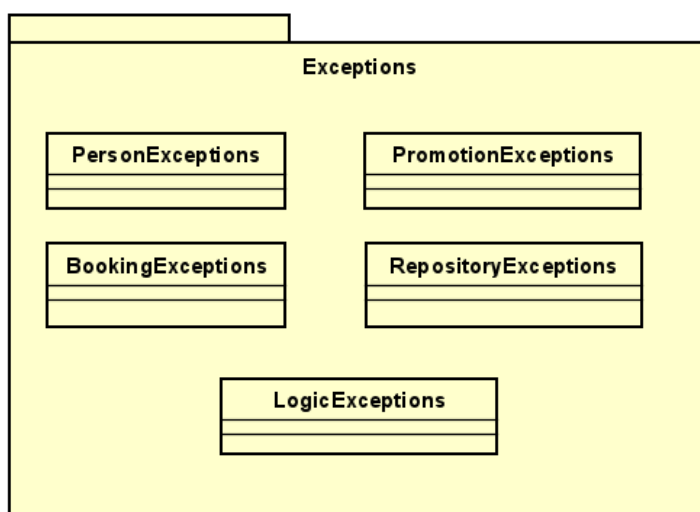 Exceptions
PersonExceptions
PromotionExceptions
BookingExceptions
RepositoryExceptions
LogicExceptions